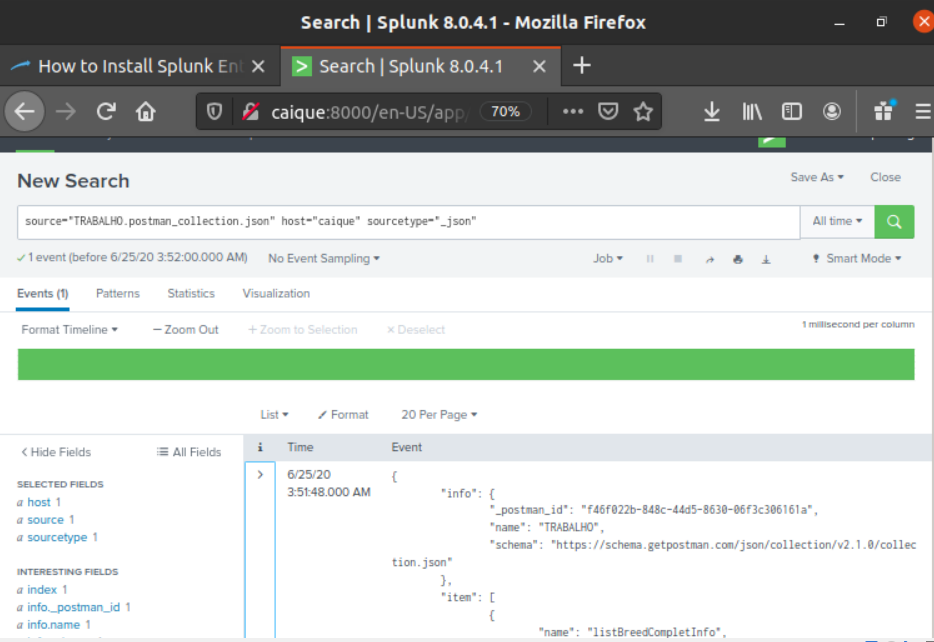 Search | Splunk 8.0.4.1 - Mozilla Firefox
How to Install Splunk Ent
Search | Splunk 8.0.4.1
caique:8000/en-US/app/ 70%
New Search
Save As Close
source="TRABALHO.postman_collection.json" host="caique" sourcetype="_json"
All time
1 event (before 6/25/20 3:52:00.000 AM) No Event Sampling Job Smart Mode
Events (1) Patterns Statistics Visualization
Format Timeline — Zoom Out + Zoom to Selection × Deselect 1 millisecond per column
List Format 20 Per Page
< Hide Fields All Fields i Time Event
SELECTED FIELDS
a host 1
a source 1
a sourcetype 1
INTERESTING FIELDS
a index 1
a info._postman_id 1
a info.name 1
6/25/20
3:51:48.000 AM
{
"info": {
"_postman_id": "f46f022b-848c-44d5-8630-06f3c306161a",
"name": "TRABALHO",
"schema": "https://schema.getpostman.com/json/collection/v2.1.0/collec
tion.json"
},
"item": [
{
"name": "listBreedCompletInfo",